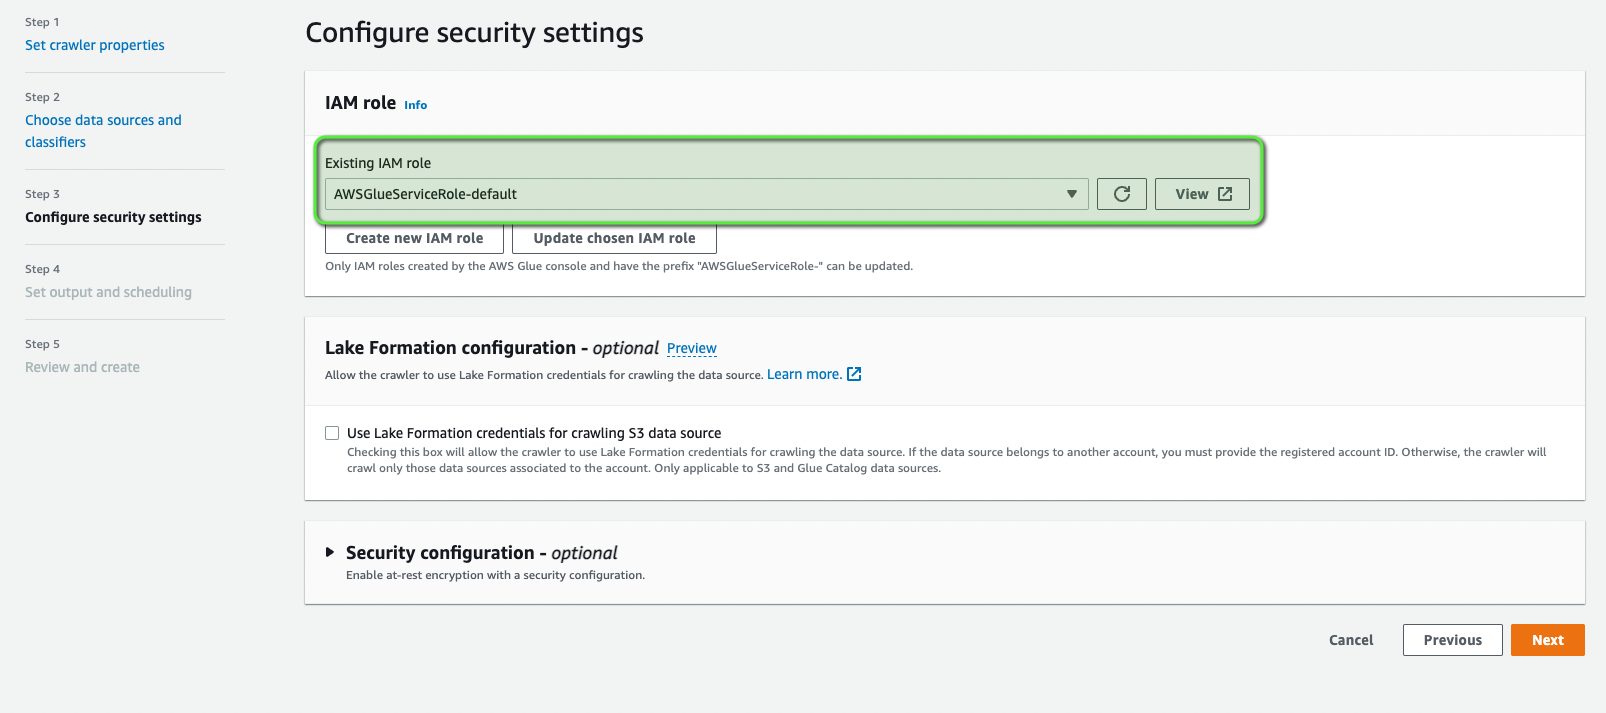 Step 1
Set crawler properties
Step 2
Choose data sources and
classifiers
Step 3
Configure security settings
Step 4
Set output and scheduling
Step 5
Review and create
Configure security settings
IAM role Info
Existing IAM role
AWSGlueServiceRole-default View
Create new IAM role Update chosen IAM role
Only IAM roles created by the AWS Glue console and have the prefix "AWSGlueServiceRole-" can be updated.
Lake Formation configuration - optional Preview
Allow the crawler to use Lake Formation credentials for crawling the data source. Learn more.
Use Lake Formation credentials for crawling S3 data source
Checking this box will allow the crawler to use Lake Formation credentials for crawling the data source. If the data source belongs to another account, you must provide the registered account ID. Otherwise, the crawler will
crawl only those data sources associated to the account. Only applicable to S3 and Glue Catalog data sources.
Security configuration - optional
Enable at-rest encryption with a security configuration.
Cancel Previous Next